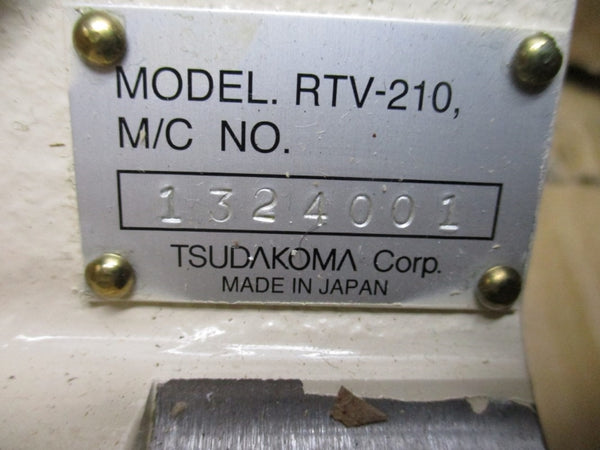 MODEL. RTV-210,
M/C NO.
1324001
TSUDAKOMA Corp.
MADE IN JAPAN